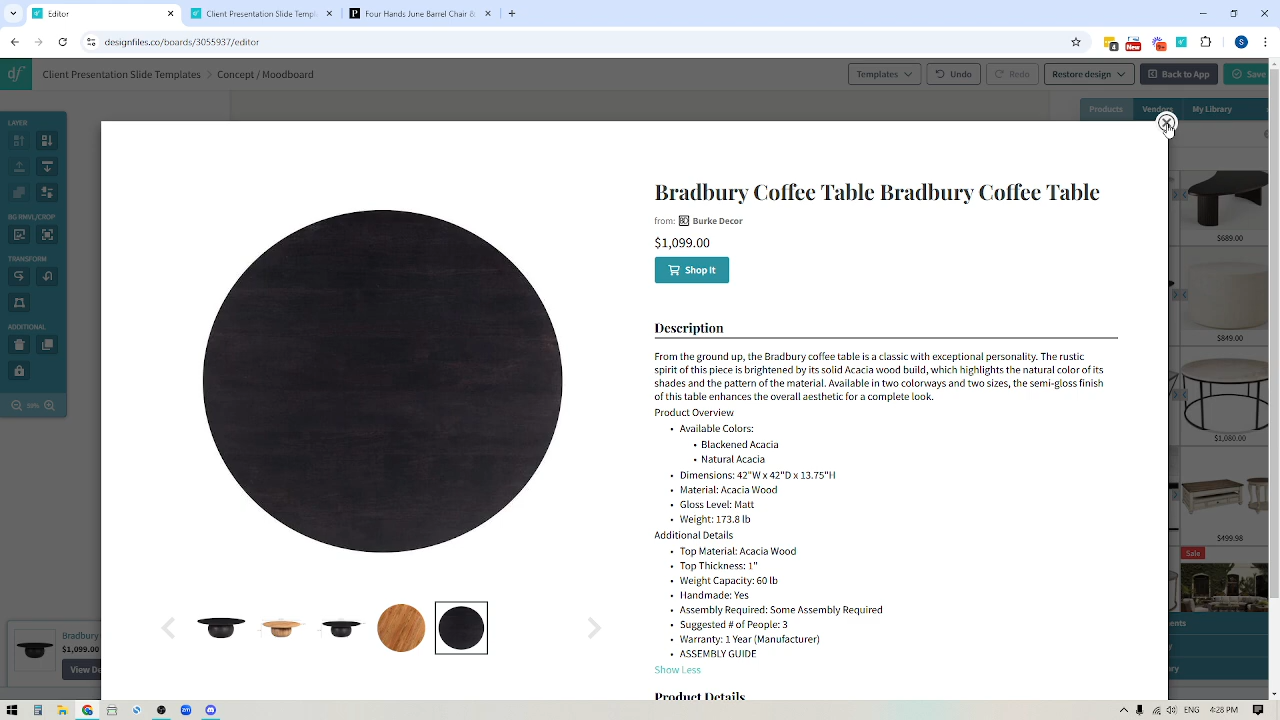 Editor
Client Presentation Slide Templ
Four Hands June Barrel Chair &
designfiles.co/boards/3055937/editor
4
New
S
df
Client Presentation Slide Templates > Concept / Moodboard
Templates
Undo
Redo
Restore design
Back to App
Save
Products
Vendors
My Library
LAYER
BG RMVL/CROP
TRANSFORM
ADDITIONAL
Bradbury Coffee Table Bradbury Coffee Table
from: BD Burke Decor
$1,099.00
Shop It
Description
From the ground up, the Bradbury coffee table is a classic with exceptional personality. The rustic
spirit of this piece is brightened by its solid Acacia wood build, which highlights the natural color of its
shades and the pattern of the material. Available in two colorways and two sizes, the semi-gloss finish
of this table enhances the overall aesthetic for a complete look.
Product Overview
• Available Colors:
• Blackened Acacia
• Natural Acacia
• Dimensions: 42"W x 42"D x 13.75"H
• Material: Acacia Wood
• Gloss Level: Matt
• Weight: 173.8 lb
Additional Details
• Top Material: Acacia Wood
• Top Thickness: 1"
• Weight Capacity: 60 lb
• Handmade: Yes
• Assembly Required: Some Assembly Required
• Suggested # of People: 3
• Warranty: 1 Year (Manufacturer)
• ASSEMBLY GUIDE
Show Less
Product Details
$689.00
$849.00
$1,080.00
$499.98
Sale
Bradbury
$1,099.00
View De
4:28 PM